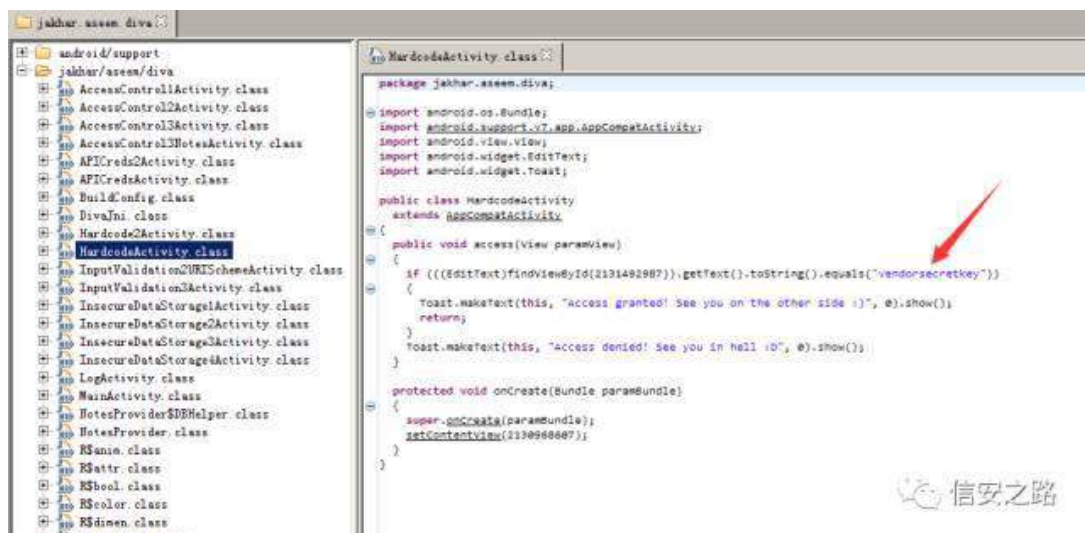 jakhar.aseem.diva
android/support
jakhar/aseem/diva
AccessControl1Activity.class
AccessControl2Activity.class
AccessControl3Activity.class
AccessControl3NotesActivity.class
APICreds2Activity.class
APICredsActivity.class
BuildConfig.class
DivaJni.class
Hardcode2Activity.class
HardcodeActivity.class
InputValidation2URISchemeActivity.class
InputValidation3Activity.class
InsecureDataStorage1Activity.class
InsecureDataStorage2Activity.class
InsecureDataStorage3Activity.class
InsecureDataStorage4Activity.class
LogActivity.class
MainActivity.class
NotesProvider$DBHelper.class
NotesProvider.class
R$anim.class
R$attr.class
R$bool.class
R$color.class
R$dimen.class
HardcodeActivity.class
package jakhar.aseem.diva;
import android.os.Bundle;
import android.support.v7.app.AppCompatActivity;
import android.view.View;
import android.widget.EditText;
import android.widget.Toast;
public class HardcodeActivity
extends AppCompatActivity
{
public void access(View paramView)
{
if (((EditText)findViewById(2131492987)).getText().toString().equals("vendorsecretkey"))
{
Toast.makeText(this, "Access granted! See you on the other side :)", 0).show();
return;
}
Toast.makeText(this, "Access denied! See you in hell :D", 0).show();
}
protected void onCreate(Bundle paramBundle)
{
super.onCreate(paramBundle);
setContentView(2130968607);
}
}
信安之路